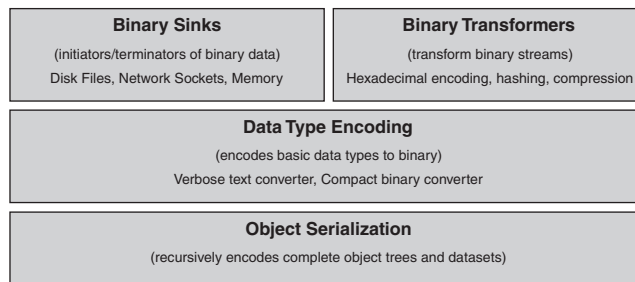 Binary Sinks
(initiators/terminators of binary data)
Disk Files, Network Sockets, Memory
Binary Transformers
(transform binary streams)
Hexadecimal encoding, hashing, compression
Data Type Encoding
(encodes basic data types to binary)
Verbose text converter, Compact binary converter
Object Serialization
(recursively encodes complete object trees and datasets)